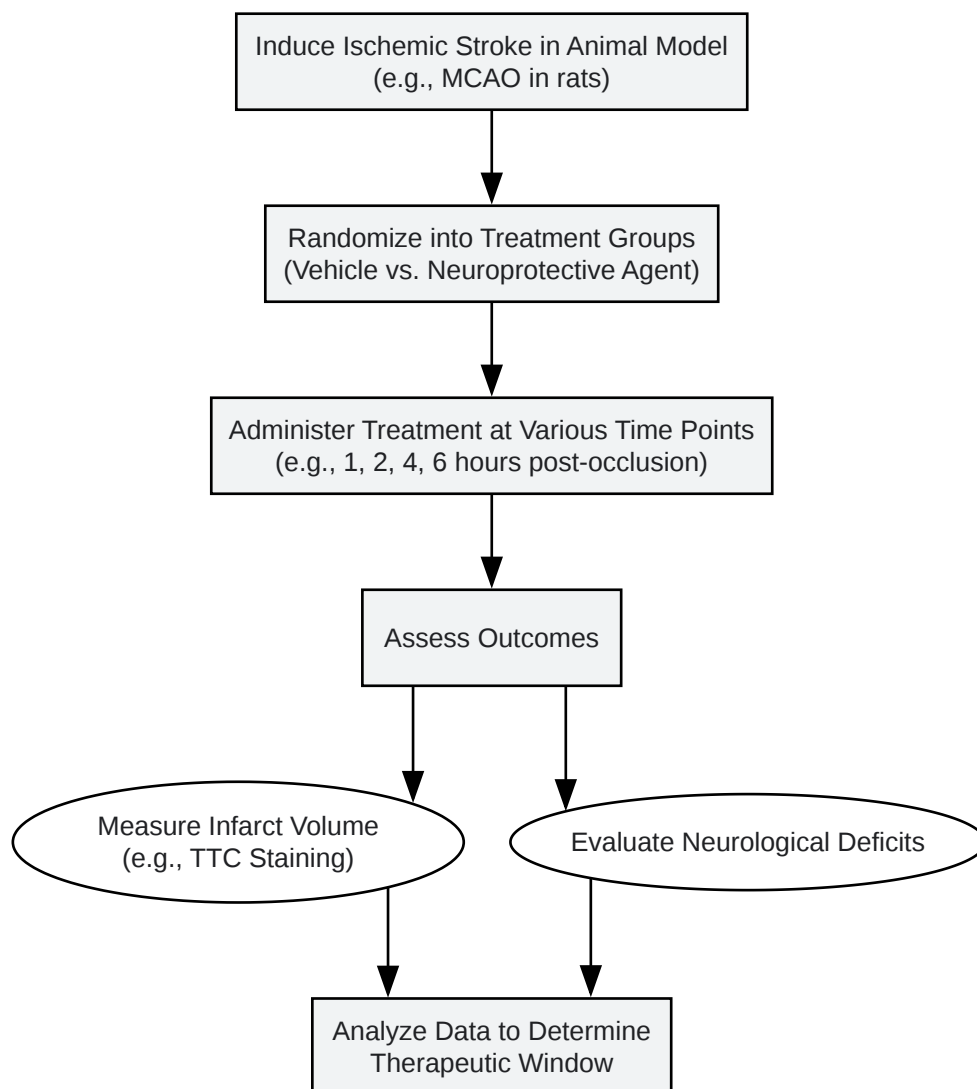 Induce Ischemic Stroke in Animal Model
(e.g., MCAO in rats)
Randomize into Treatment Groups
(Vehicle vs. Neuroprotective Agent)
Administer Treatment at Various Time Points
(e.g., 1, 2, 4, 6 hours post-occlusion)
Assess Outcomes
Measure Infarct Volume
(e.g., TTC Staining)
Evaluate Neurological Deficits
Analyze Data to Determine
Therapeutic Window